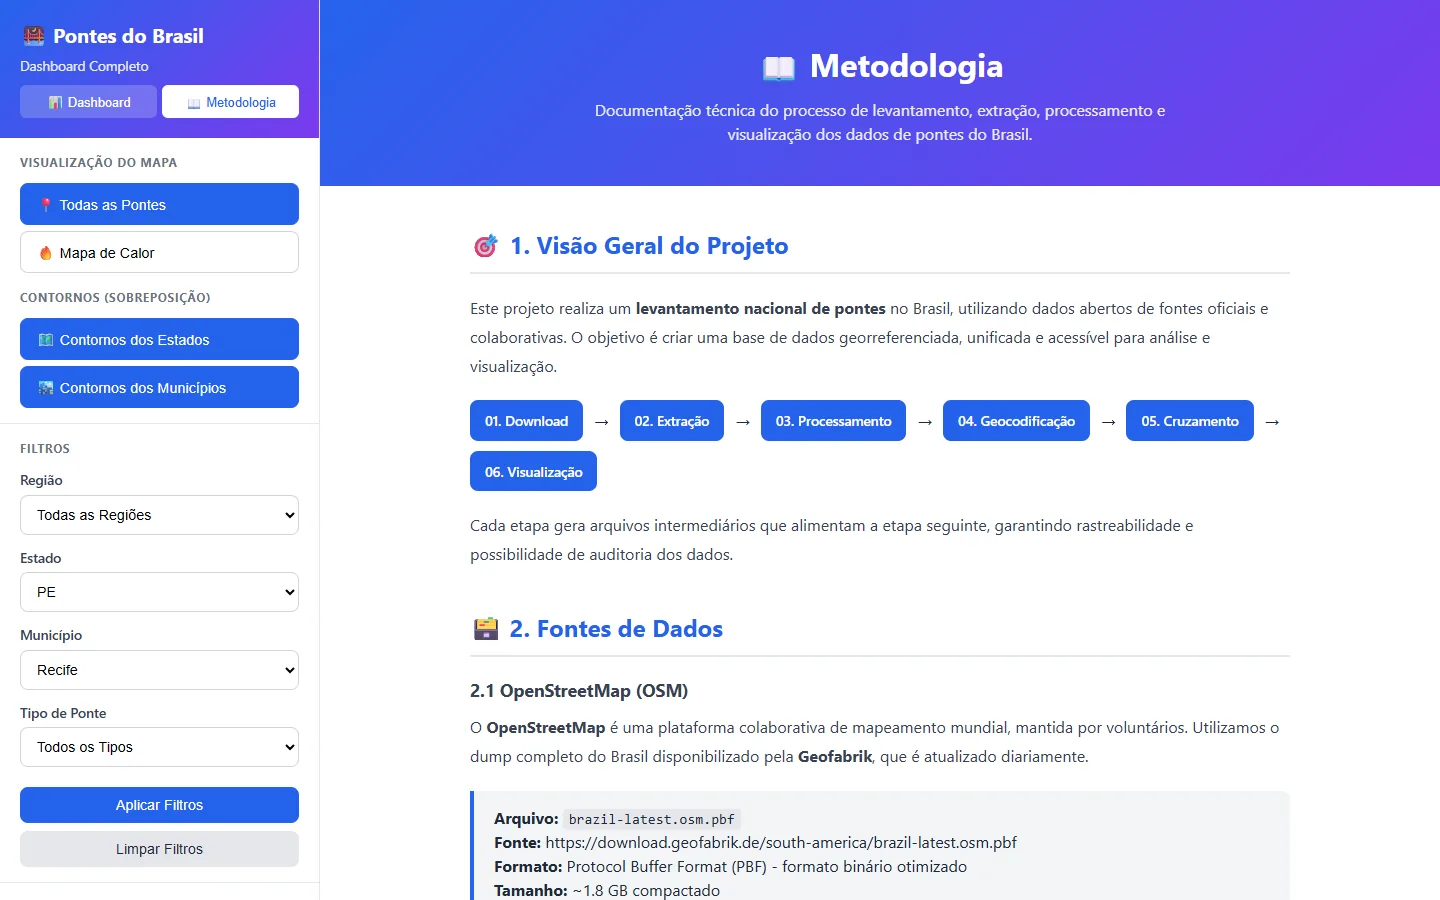 Pontes do Brasil
Dashboard Completo
Dashboard
Metodologia
VISUALIZAÇÃO DO MAPA
Todas as Pontes
Mapa de Calor
CONTORNOS (SOBREPOSIÇÃO)
Contornos dos Estados
Contornos dos Municípios
FILTROS
Região
Todas as Regiões
Estado
PE
Município
Recife
Tipo de Ponte
Todos os Tipos
Aplicar Filtros
Limpar Filtros
Metodologia
Documentação técnica do processo de levantamento, extração, processamento e
visualização dos dados de pontes do Brasil.
1. Visão Geral do Projeto
Este projeto realiza um levantamento nacional de pontes no Brasil, utilizando dados abertos de fontes oficiais e
colaborativas. O objetivo é criar uma base de dados georreferenciada, unificada e acessível para análise e
visualização.
01. Download → 02. Extração → 03. Processamento → 04. Geocodificação → 05. Cruzamento →
06. Visualização
Cada etapa gera arquivos intermediários que alimentam a etapa seguinte, garantindo rastreabilidade e
possibilidade de auditoria dos dados.
2. Fontes de Dados
2.1 OpenStreetMap (OSM)
O OpenStreetMap é uma plataforma colaborativa de mapeamento mundial, mantida por voluntários. Utilizamos o
dump completo do Brasil disponibilizado pela Geofabrik, que é atualizado diariamente.
Arquivo: brazil-latest.osm.pbf
Fonte: https://download.geofabrik.de/south-america/brazil-latest.osm.pbf
Formato: Protocol Buffer Format (PBF) - formato binário otimizado
Tamanho: ~1.8 GB compactado